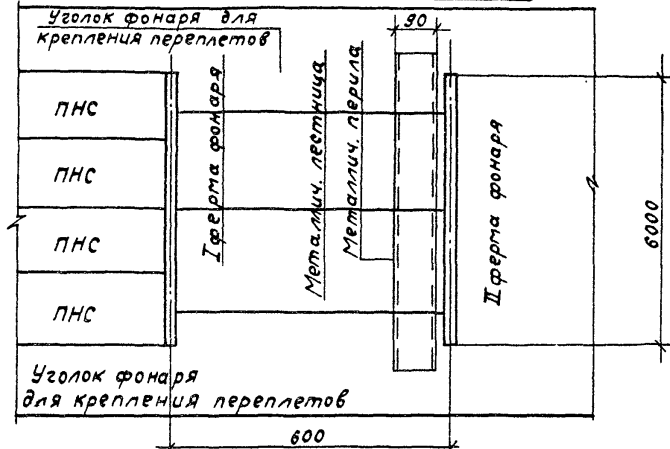 Уголок фонаря для
крепления переплетов
90
ПНС
ПНС
ПНС
ПНС
I ферма фонаря
Металлич. лестница
Металлич. перила
II ферма фонаря
6000
Уголок фонаря
для крепления переплетов
600